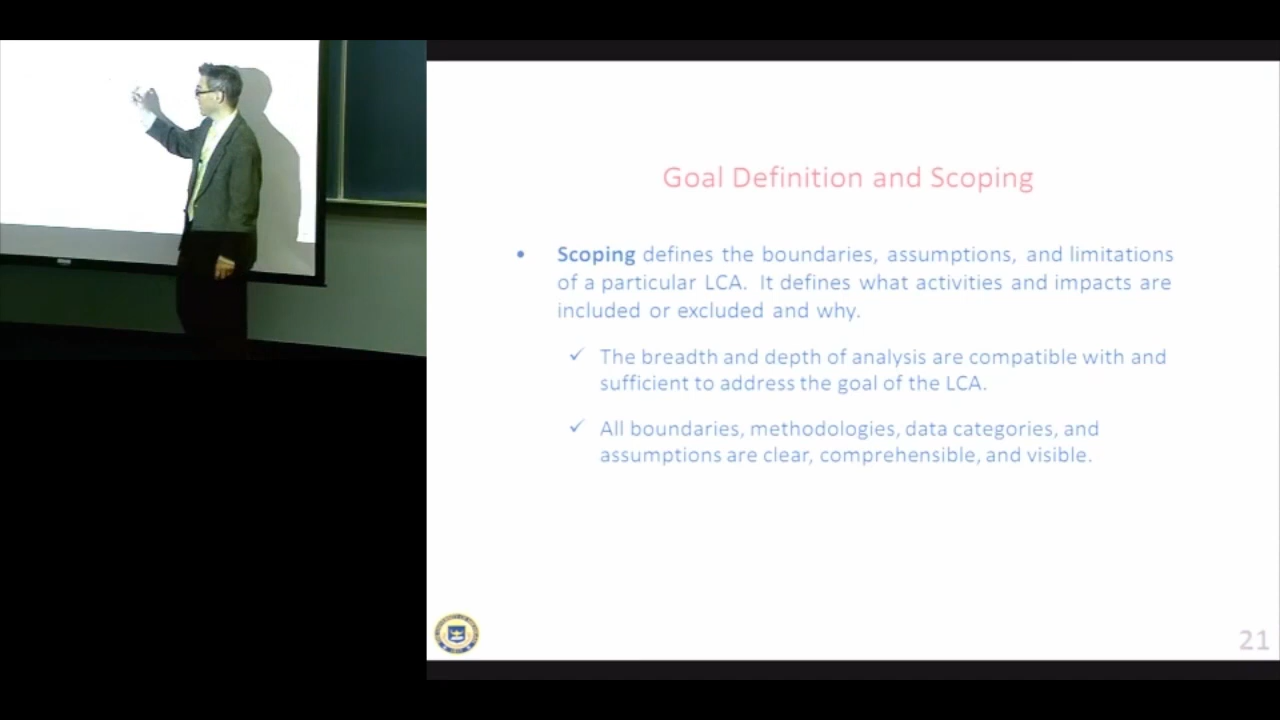 Goal Definition and Scoping
• Scoping defines the boundaries, assumptions, and limitations
of a particular LCA. It defines what activities and impacts are
included or excluded and why.
✓ The breadth and depth of analysis are compatible with and
sufficient to address the goal of the LCA.
✓ All boundaries, methodologies, data categories, and
assumptions are clear, comprehensible, and visible.
21